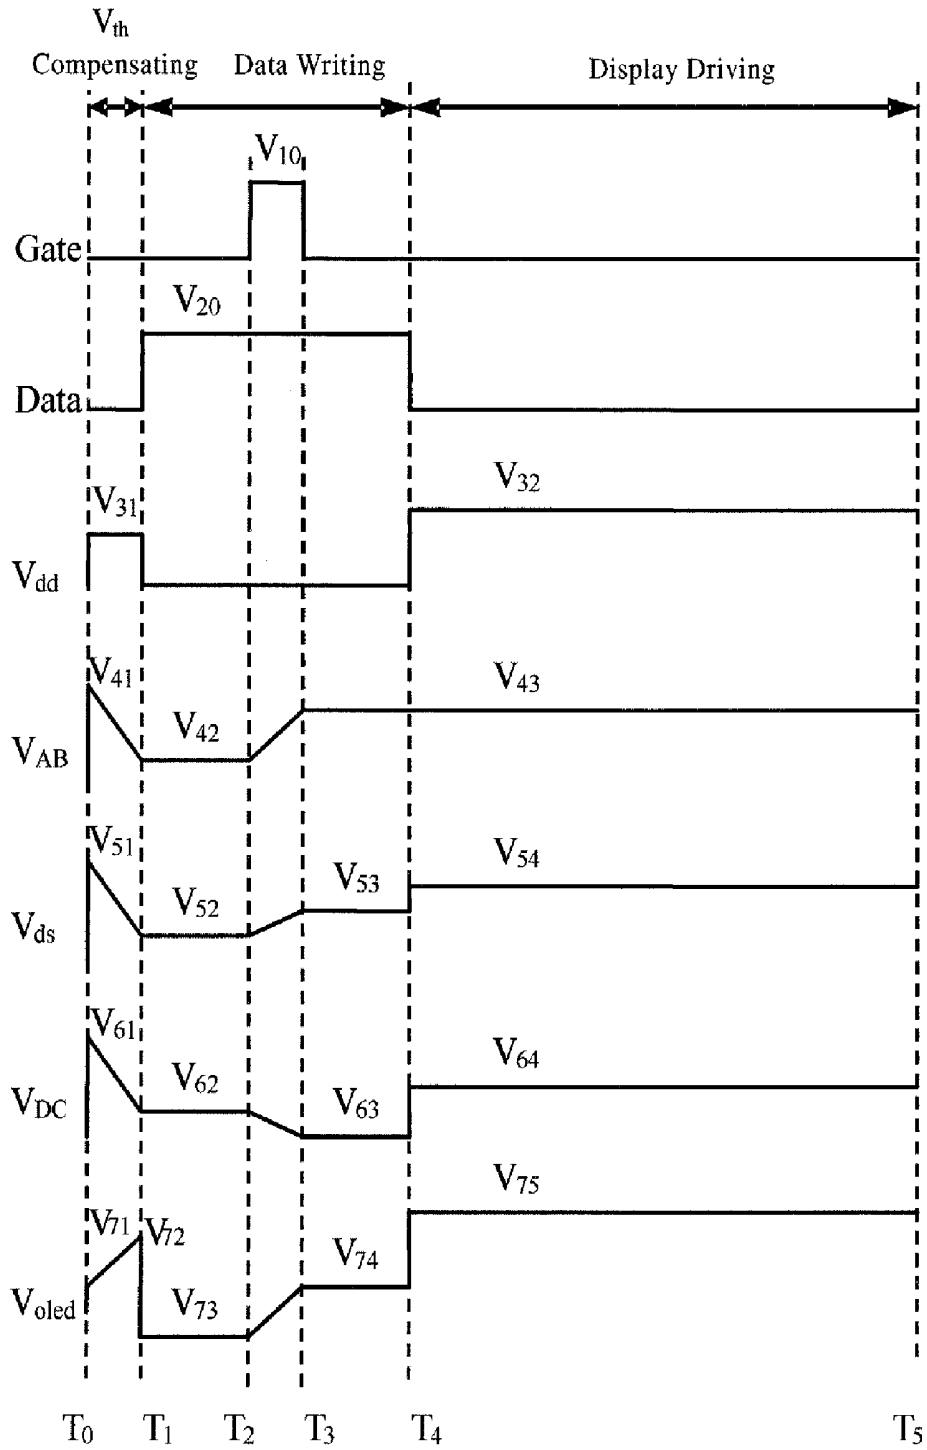 Vth
Compensating Data Writing Display Driving
V10
Gate
V20
Data
V32
V31
Vdd
V41 V43
V42
VAB
V51 V54
V53
V52
Vds
V61
V64
V62 V63
VDC
V75
V71 V72
V74
V73
Voled
T0 T1 T2 T3 T4 T5